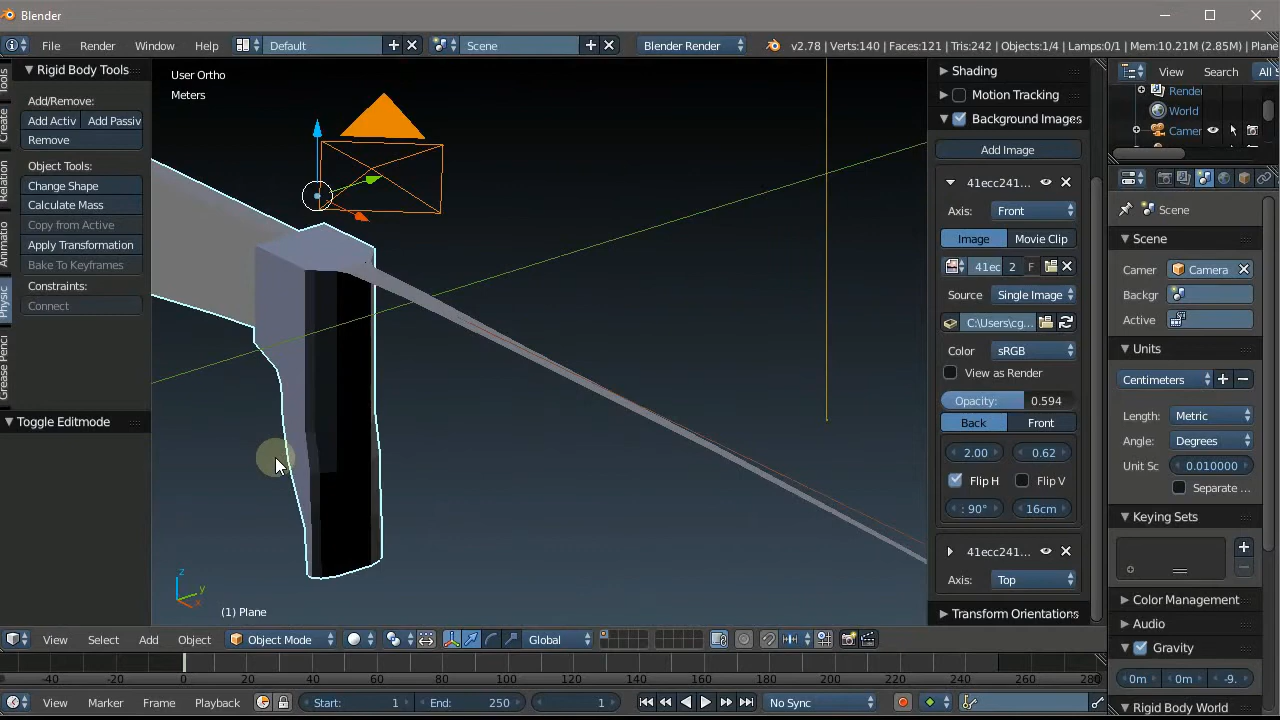 Blender
File Render Window Help Default Scene Blender Render v2.78 | Verts:140 | Faces:121 | Tris:242 | Objects:1/4 | Lamps:0/1 | Mem:10.21M (2.85M) | Plane
Rigid Body Tools
Add/Remove:
Add Activ Add Passiv
Remove
Object Tools:
Change Shape
Calculate Mass
Copy from Active
Apply Transformation
Bake To Keyframes
Constraints:
Connect
Toggle Editmode
Tools
Create
Relation
Animatio
Physic
Grease Penci
User Ortho
Meters
(1) Plane
z
y
x
Shading
Motion Tracking
Background Images
Add Image
41ecc241...
Axis: Front
Image Movie Clip
41ec 2 F
Source Single Image
C:\Users\cg...
Color sRGB
View as Render
Opacity: 0.594
Back Front
2.00 0.62
Flip H Flip V
: 90° 16cm
41ecc241...
Axis: Top
Transform Orientations
View Search All S
Render
World
Camer
Scene
Scene
Camer Camera
Backgr
Active
Units
Centimeters
Length: Metric
Angle: Degrees
Unit Sc 0.010000
Separate ...
Keying Sets
Color Management
Audio
Gravity
0m 0m -9.
Rigid Body World
View Select Add Object Object Mode Global
-40 -20 0 20 40 60 80 100 120 140 160 180 200 220 240 260 280
View Marker Frame Playback Start: 1 End: 250 1 No Sync